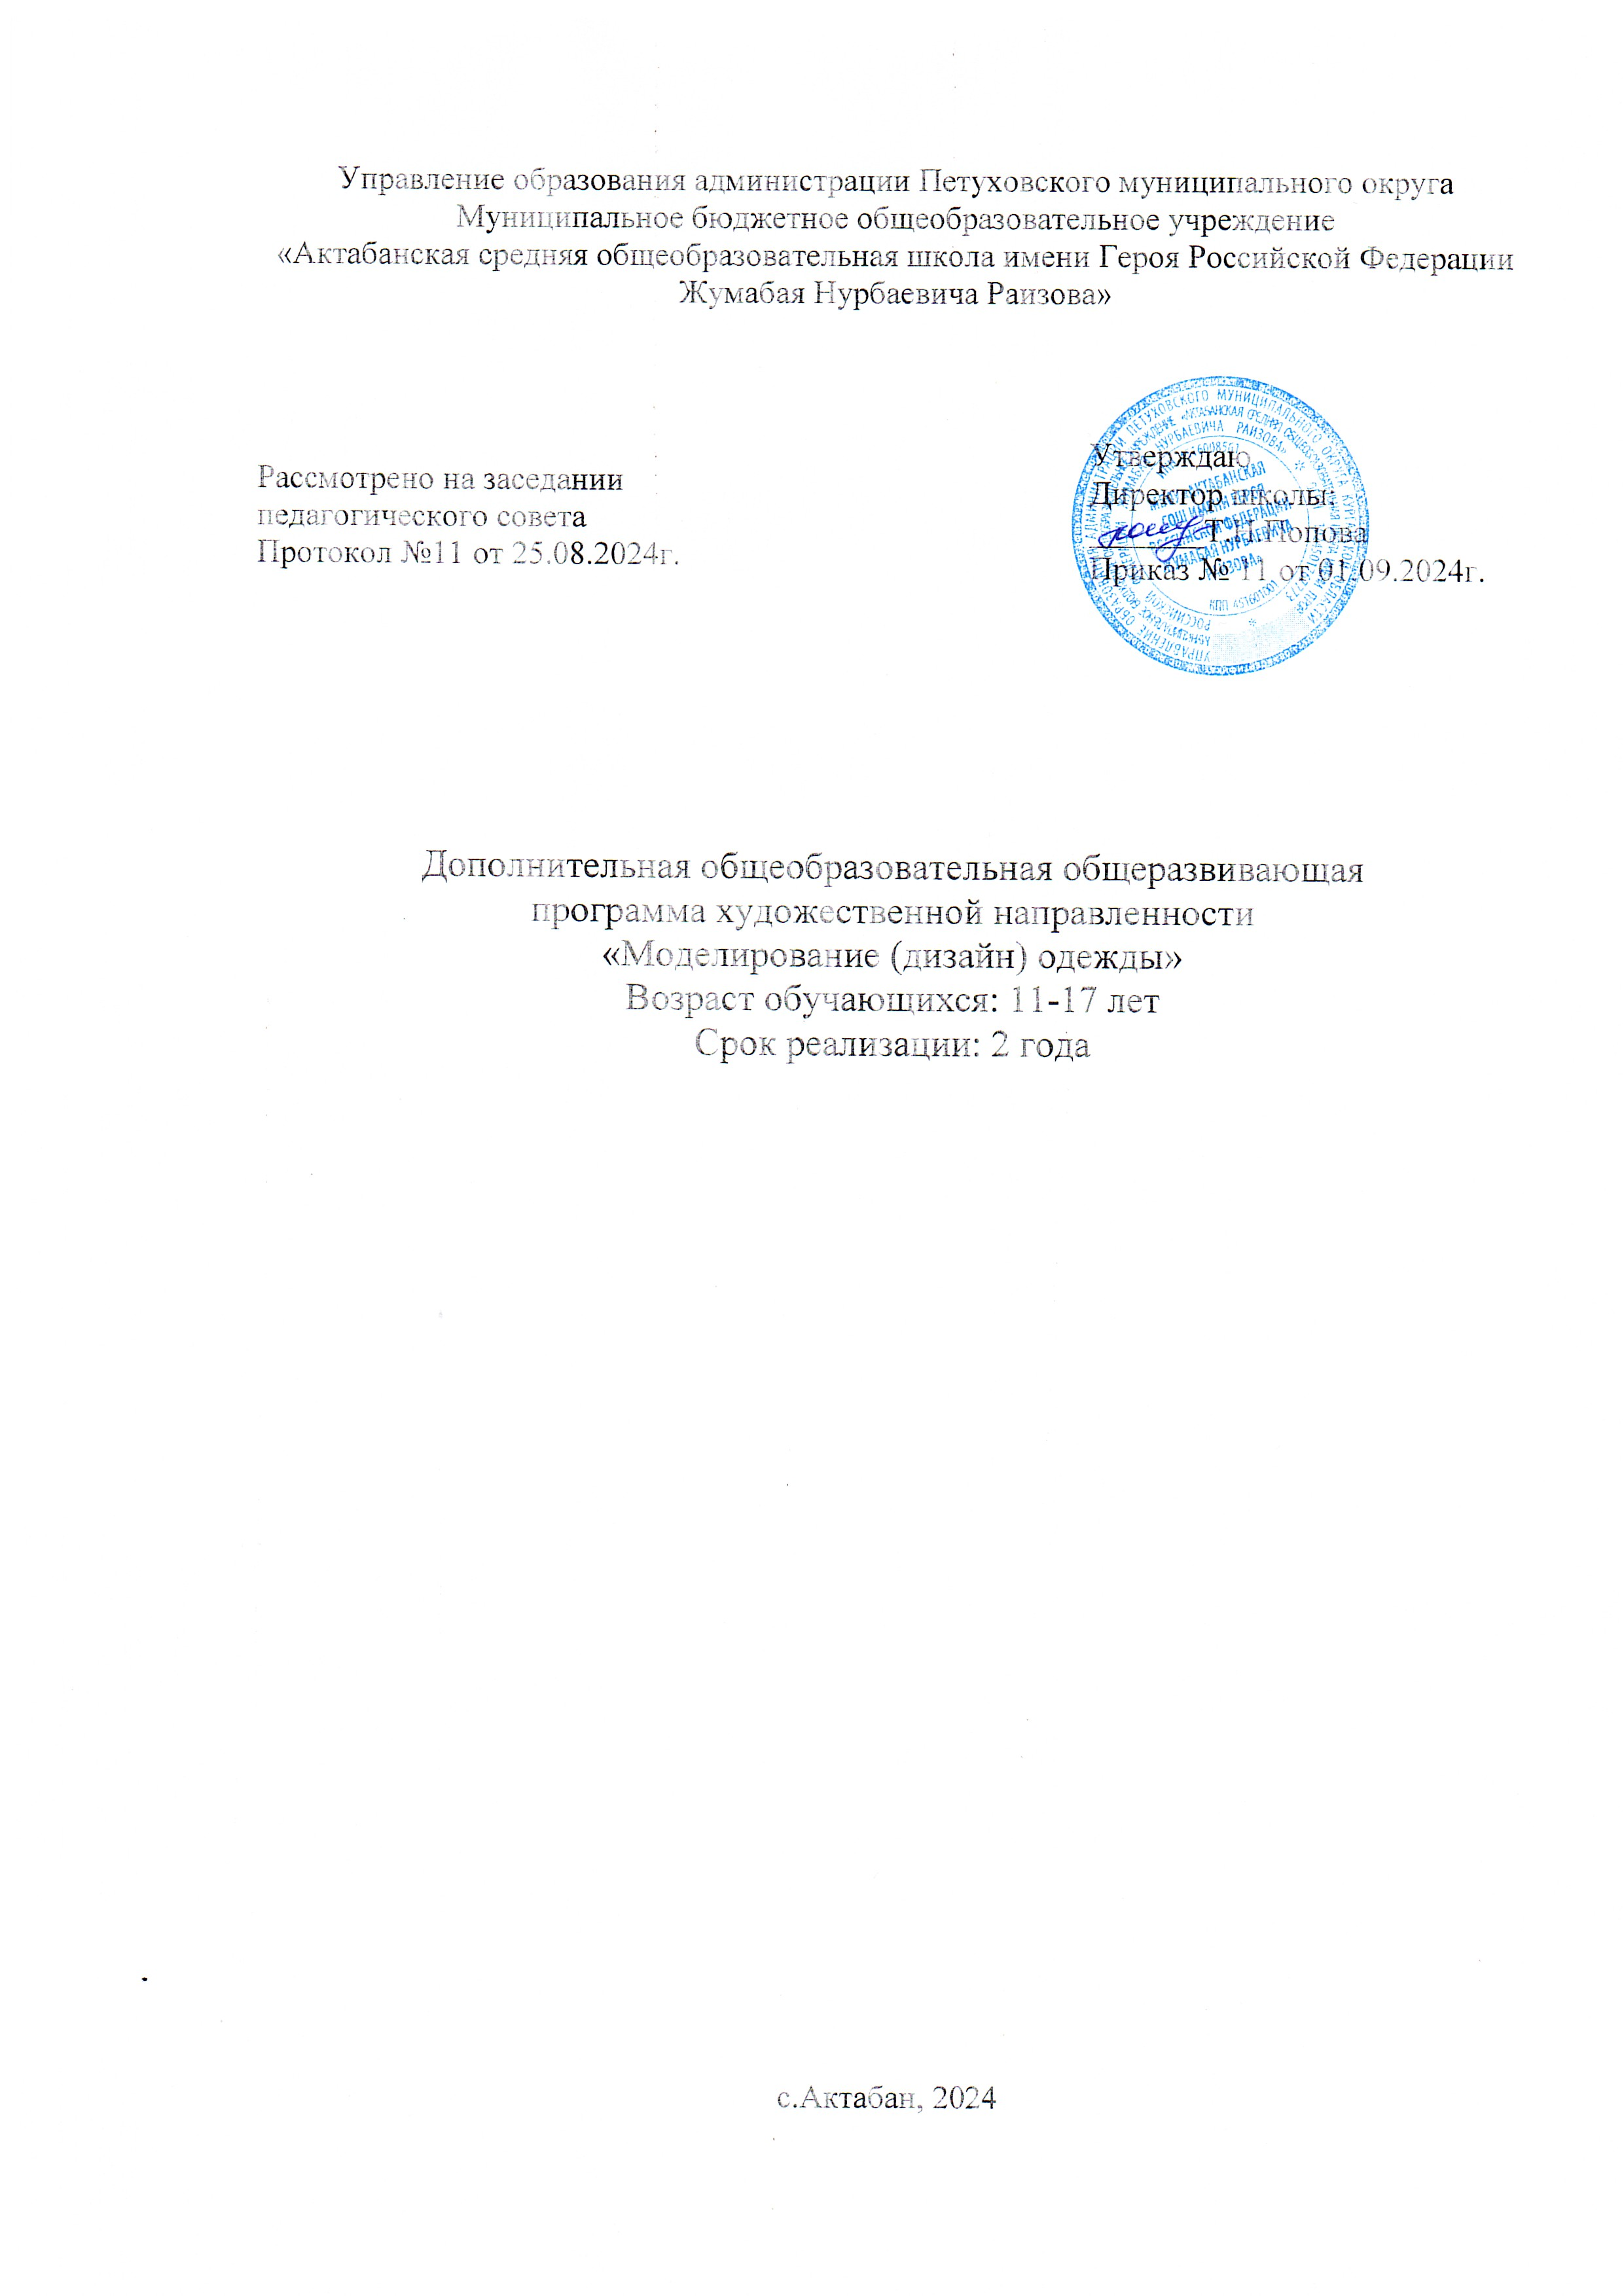 Управление образования администрации Петуховского муниципального округа
Муниципальное бюджетное общеобразовательное учреждение
«Актабанская средняя общеобразовательная школа имени Героя Российской Федерации
Жумабая Нурбаевича Раизова»
Рассмотрено на заседании
педагогического совета
Протокол №11 от 25.08.2024г.
Утверждаю
Директор школы:
Попова
Приказ № 11 от 01.09.2024г.
Дополнительная общеобразовательная общеразвивающая
программа художественной направленности
«Моделирование (дизайн) одежды»
Возраст обучающихся: 11-17 лет
Срок реализации: 2 года
с.Актабан, 2024